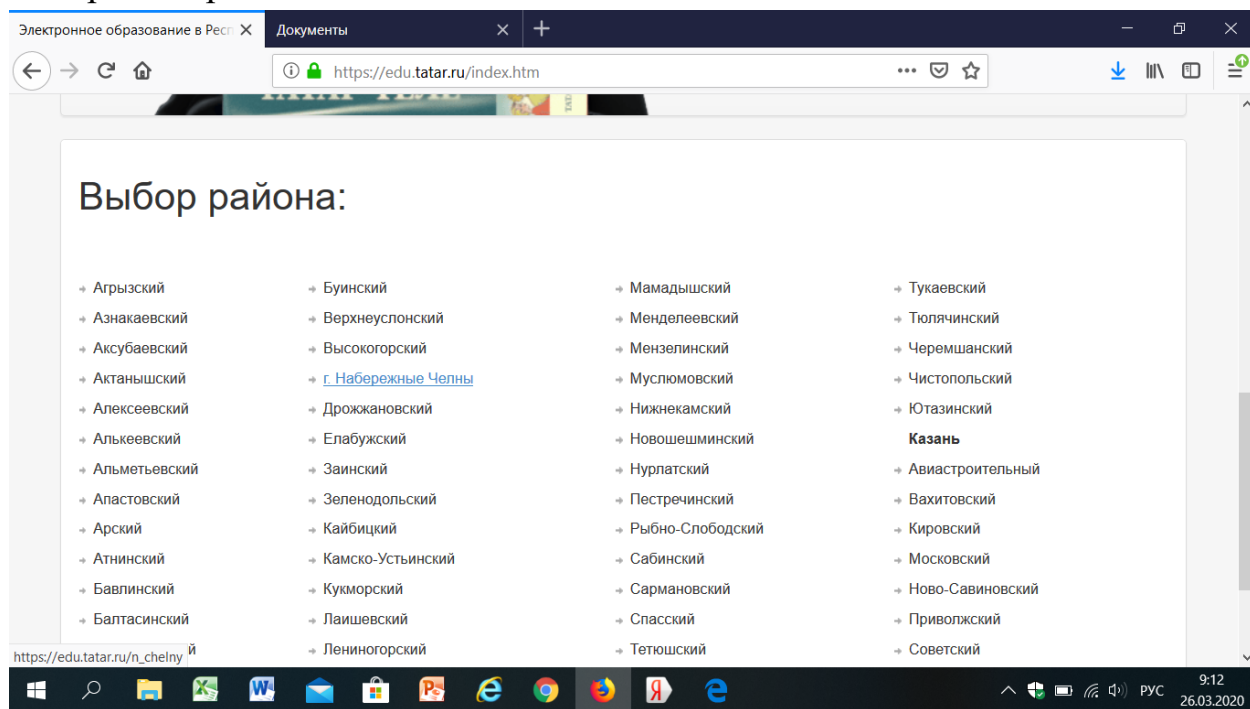 Электронное образование в Респ
Документы
https://edu.tatar.ru/index.htm
Выбор района:
Агрызский
Азнакаевский
Аксубаевский
Актанышский
Алексеевский
Алькеевский
Альметьевский
Апастовский
Арский
Атнинский
Бавлинский
Балтасинский
Буинский
Верхнеуслонский
Высокогорский
г. Набережные Челны
Дрожжановский
Елабужский
Заинский
Зеленодольский
Кайбицкий
Камско-Устьинский
Кукморский
Лаишевский
Лениногорский
Мамадышский
Менделеевский
Мензелинский
Муслюмовский
Нижнекамский
Новошешминский
Нурлатский
Пестречинский
Рыбно-Слободский
Сабинский
Сармановский
Спасский
Тетюшский
Тукаевский
Тюлячинский
Черемшанский
Чистопольский
Ютазинский
Казань
Авиастроительный
Вахитовский
Кировский
Московский
Ново-Савиновский
Приволжский
Советский
https://edu.tatar.ru/n_chelny
РУС
9:12
26.03.2020